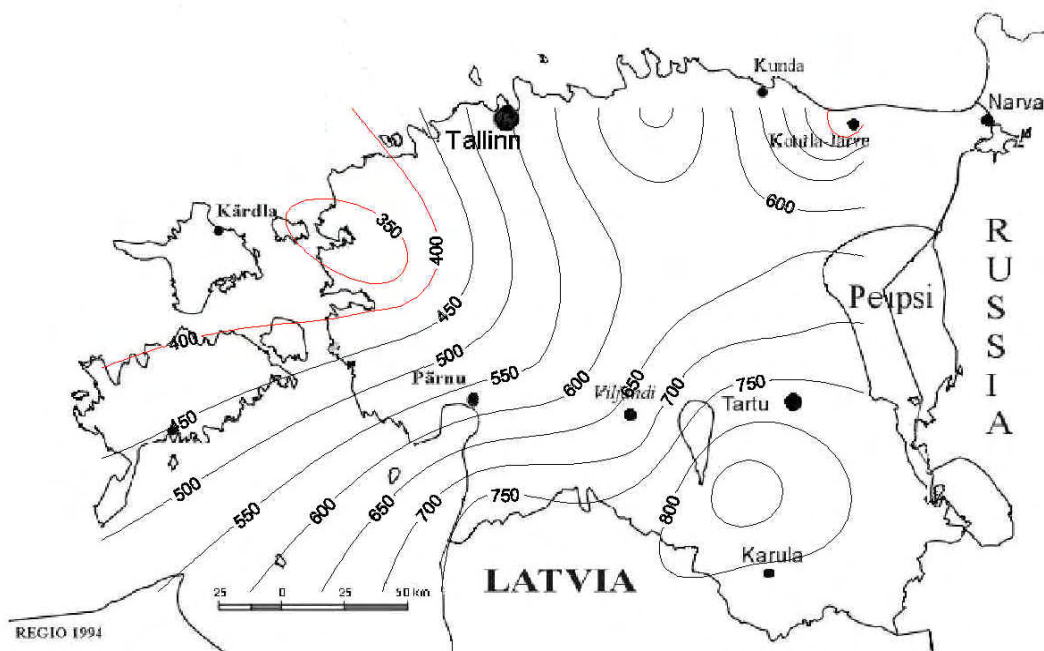 Kunda
Narva
Tallinn
Kohtla-Järve
600
Kärdla
350
400
R
U
S
S
I
A
Peipsi
450
400
500
550
600
650
700
750
Pärnu
Viljandi
Tartu
450
500
550
600
650
700
750
800
Karula
LATVIA
25 0 25 50 km
REGIO 1994